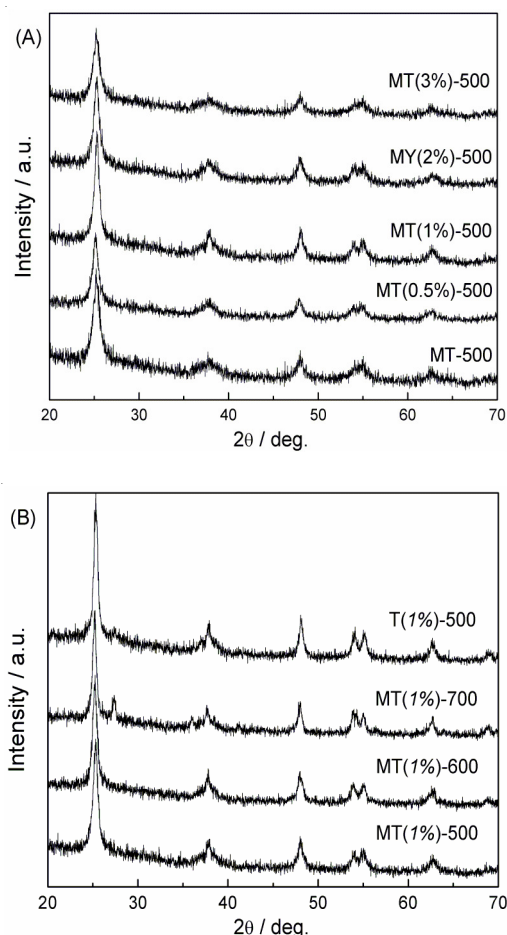 (A)
MT(3%)-500
MY(2%)-500
MT(1%)-500
MT(0.5%)-500
MT-500
Intensity / a.u.
20 30 40 50 60 70
2θ / deg.
(B)
T(1%)-500
MT(1%)-700
MT(1%)-600
MT(1%)-500
Intensity / a.u.
20 30 40 50 60 70
2θ / deg.